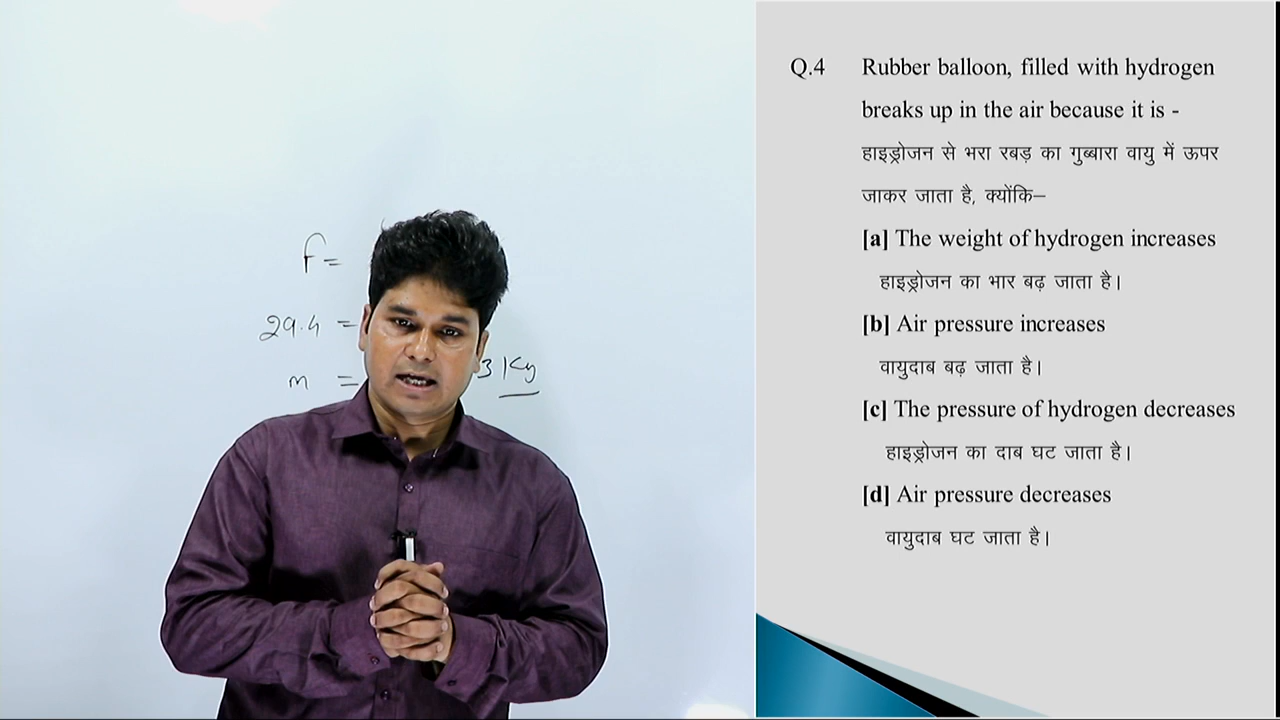 f =
29.4 =
m = 3 Kg
Q.4 Rubber balloon, filled with hydrogen
breaks up in the air because it is -
हाइड्रोजन से भरा रबड़ का गुब्बारा वायु में ऊपर
जाकर जाता है, क्योंकि–
[a] The weight of hydrogen increases
हाइड्रोजन का भार बढ़ जाता है।
[b] Air pressure increases
वायुदाब बढ़ जाता है।
[c] The pressure of hydrogen decreases
हाइड्रोजन का दाब घट जाता है।
[d] Air pressure decreases
वायुदाब घट जाता है।